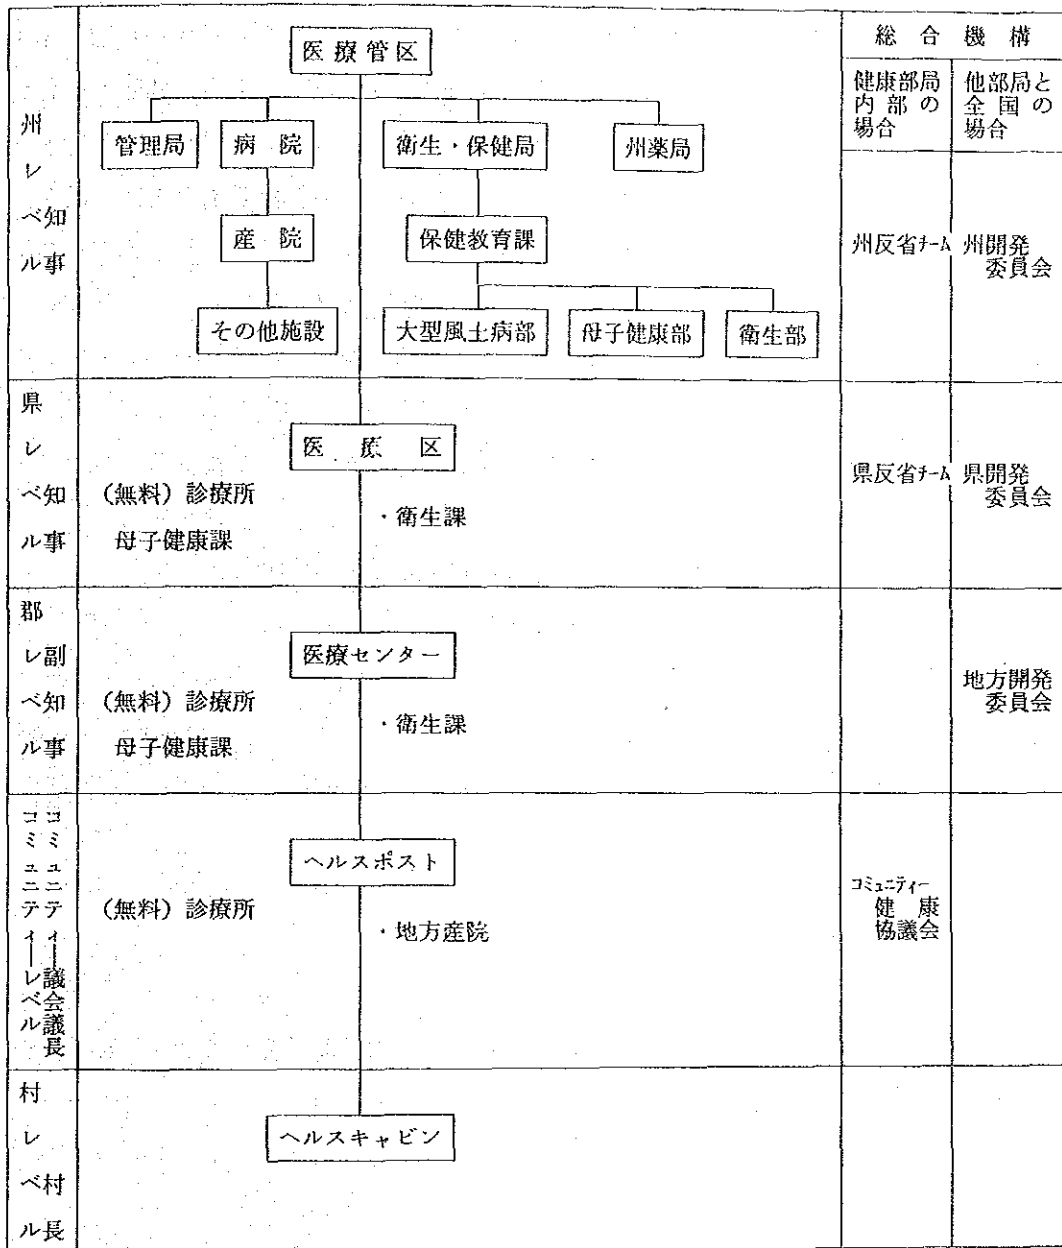 総合機構
健康部局内部の場合
他部局と全国の場合
州レベル
知事
医療管区
管理局
病院
衛生・保健局
州薬局
産院
保健教育課
その他施設
大型風土病部
母子健康部
衛生部
州反省チーム
州開発委員会
県レベル
知事
医療区
(無料)診療所
母子健康課
・衛生課
県反省チーム
県開発委員会
郡レベル
副知事
医療センター
(無料)診療所
母子健康課
・衛生課
地方開発委員会
コミュニティーレベル
コミュニティー議会議長
ヘルスポスト
(無料)診療所
・地方産院
コミュニティー健康協議会
村レベル
村長
ヘルスキャビン